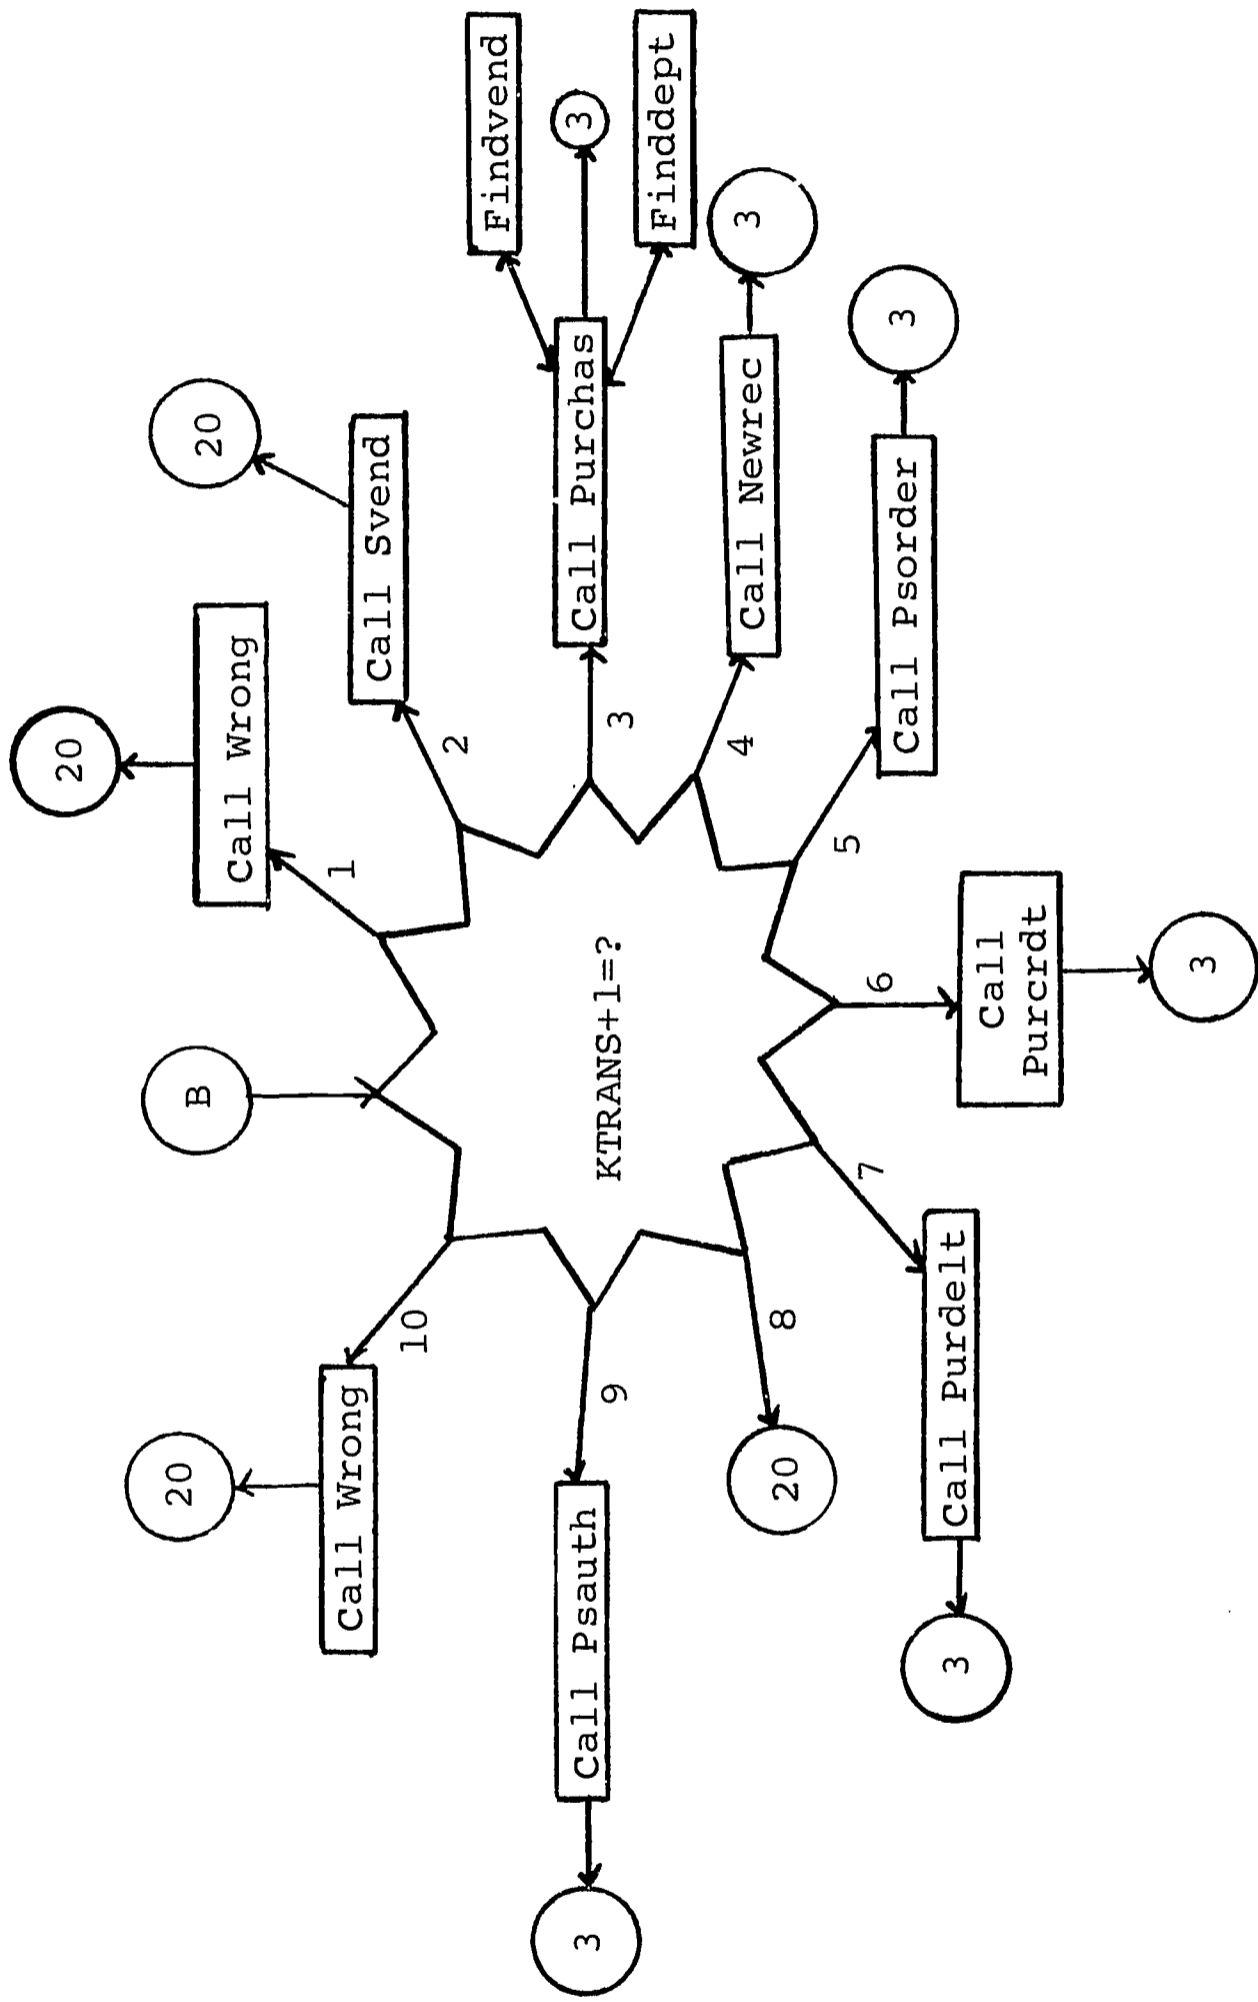 B
KTRANS+1=?
1
Call Wrong
20
2
Call Svend
20
3
Call Purchas
Findvend
3
Finddept
4
Call Newrec
3
5
Call Psorder
3
6
Call
Purcrdt
3
7
Call Purdelt
3
8
20
9
Call Psauth
3
10
Call Wrong
20